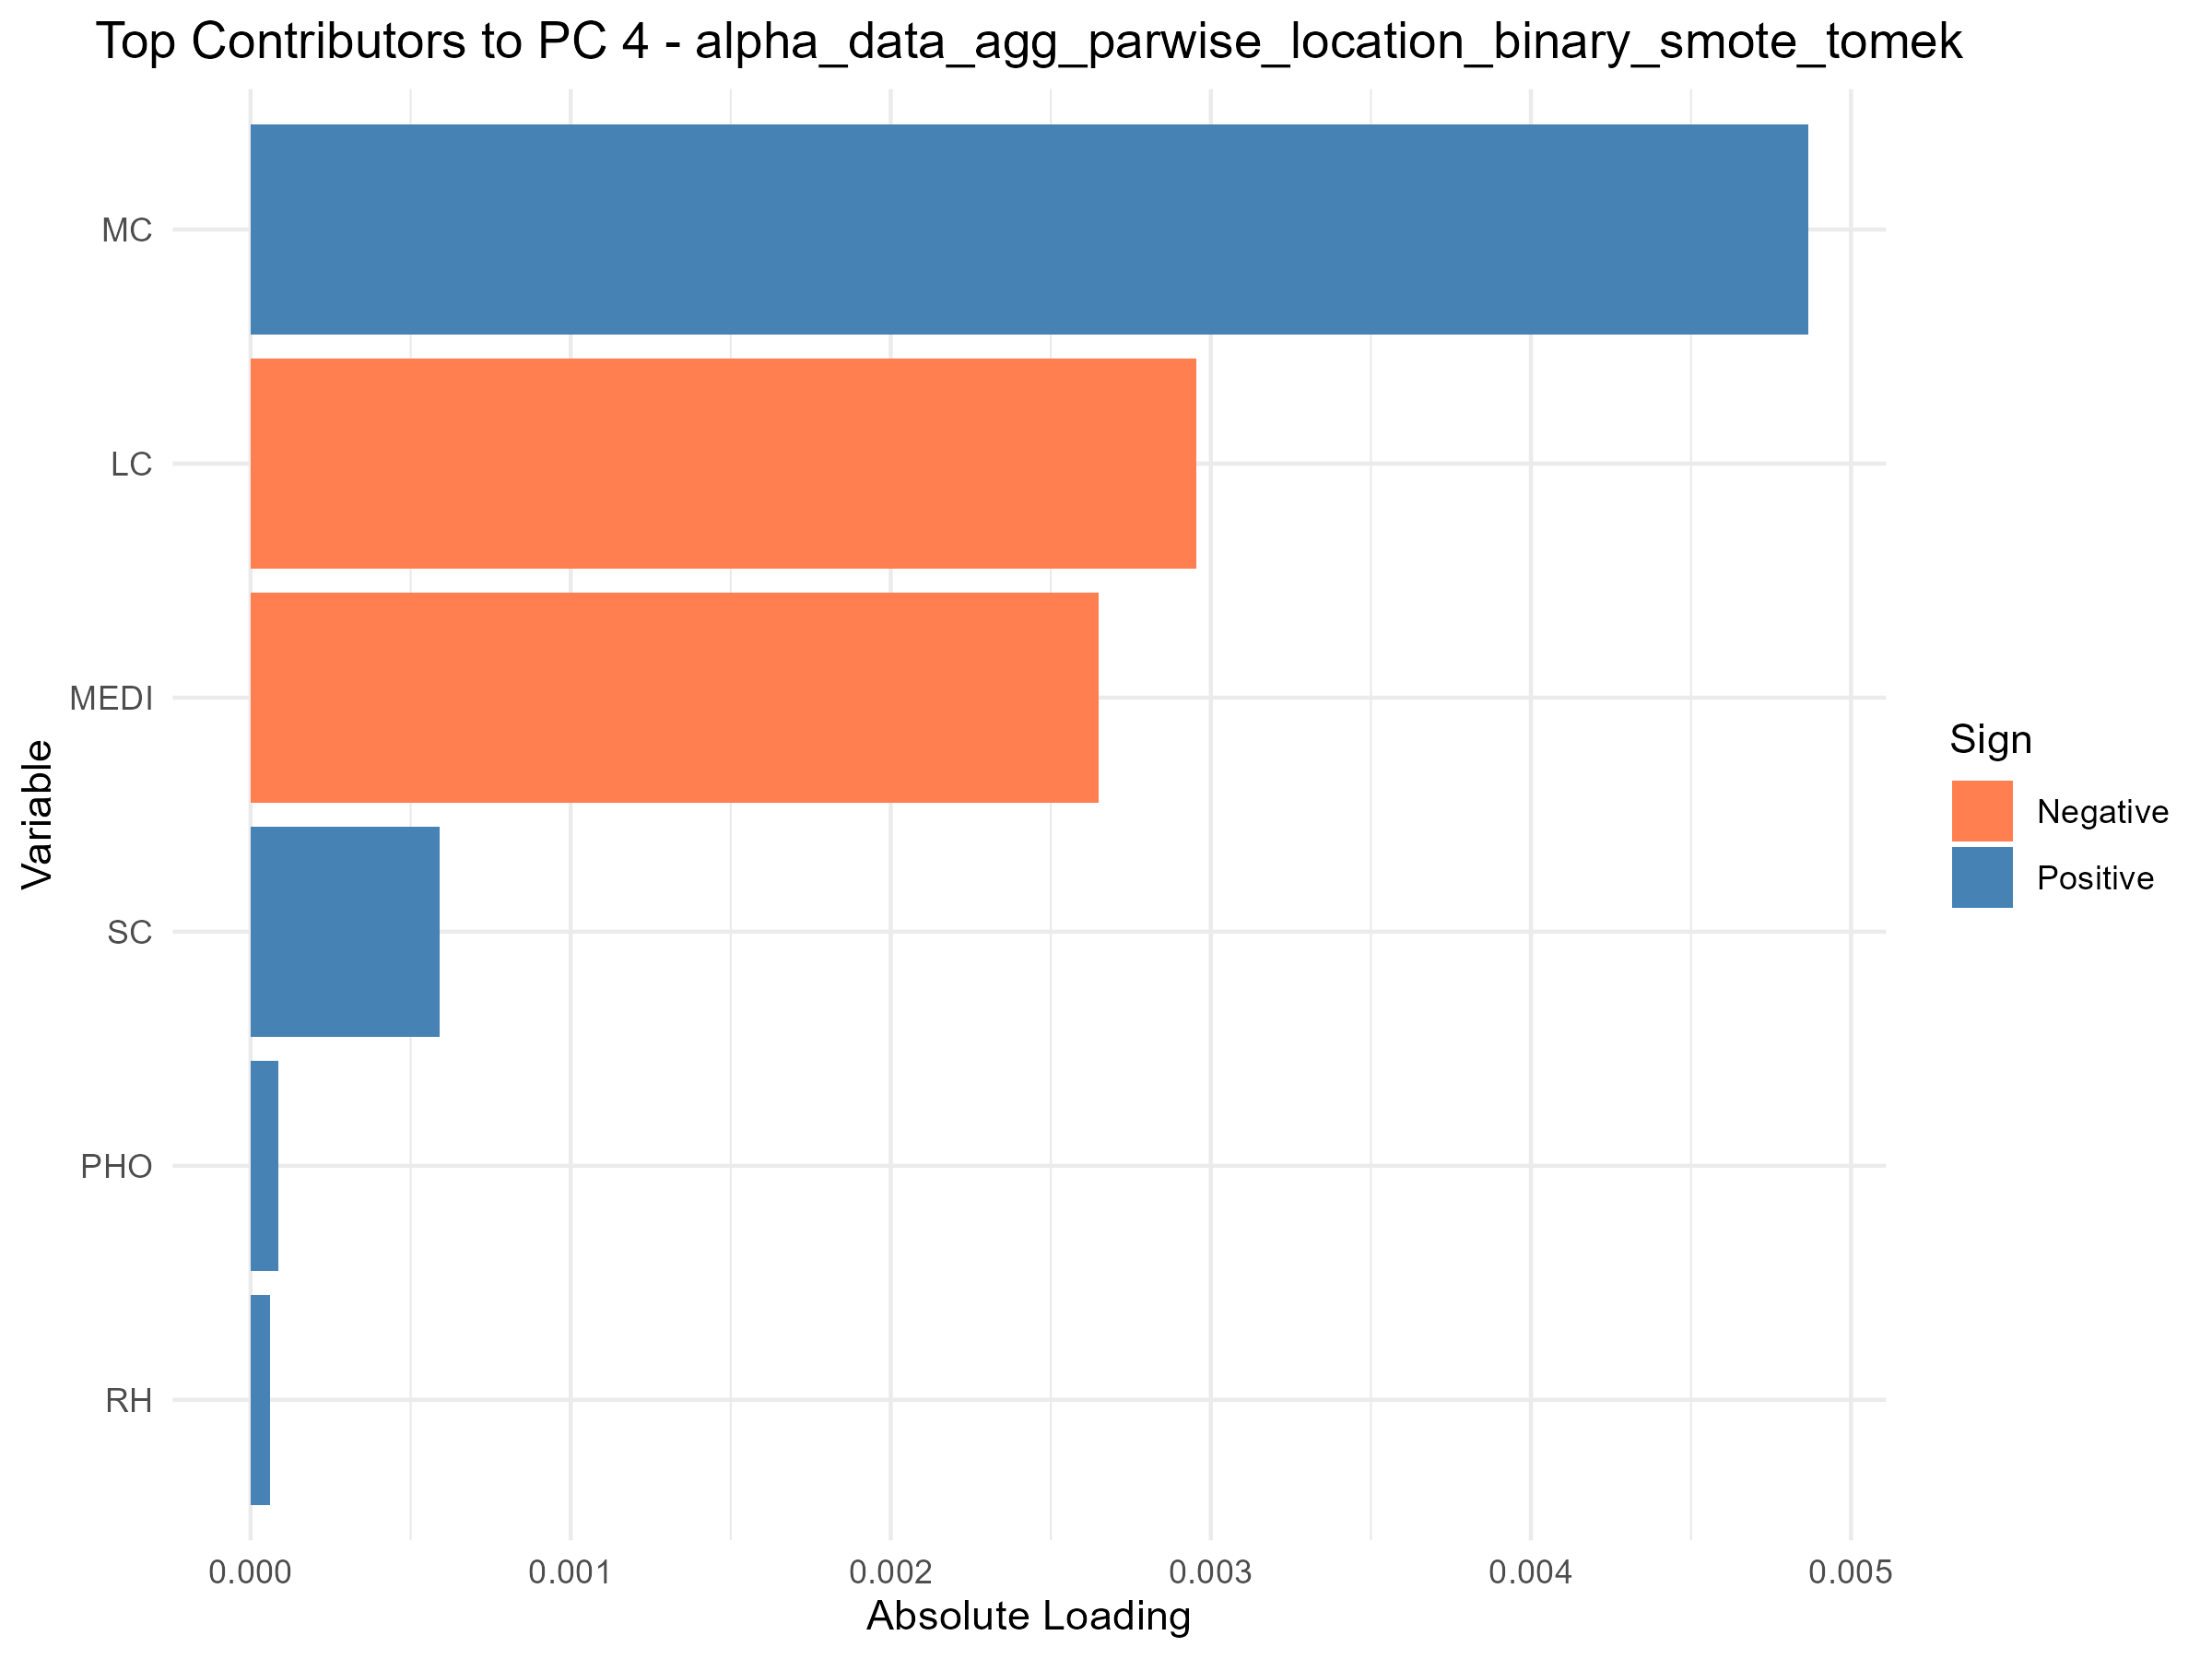 Top Contributors to PC 4 - alpha_data_agg_parwise_location_binary_smote_tomek
MC
LC
MEDI
SC
PHO
RH
Variable
0.000 0.001 0.002 0.003 0.004 0.005
Absolute Loading
Sign
Negative
Positive